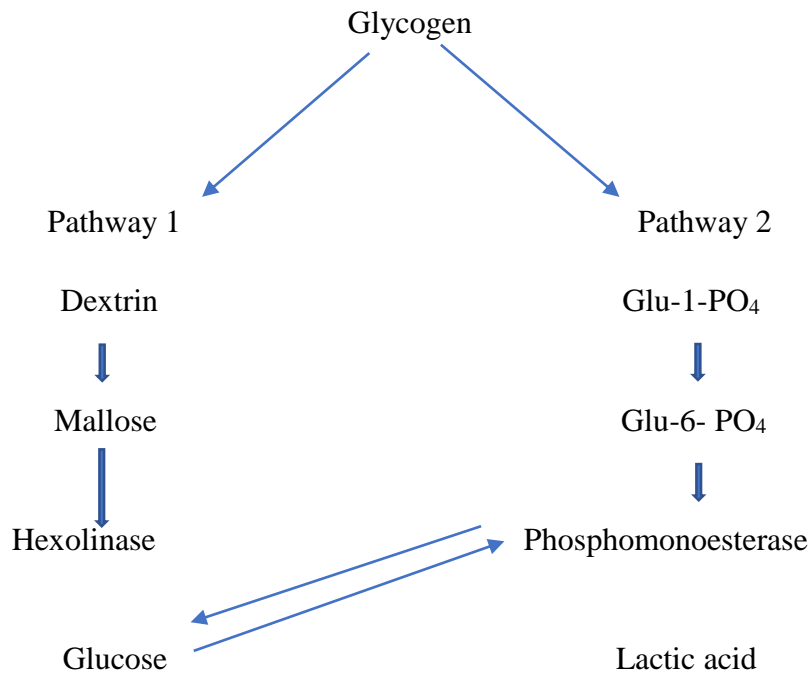 Glycogen
Pathway 1 Pathway 2
Dextrin Glu-1-PO₄
Mallose Glu-6- PO₄
Hexolinase Phosphomonoesterase
Glucose Lactic acid